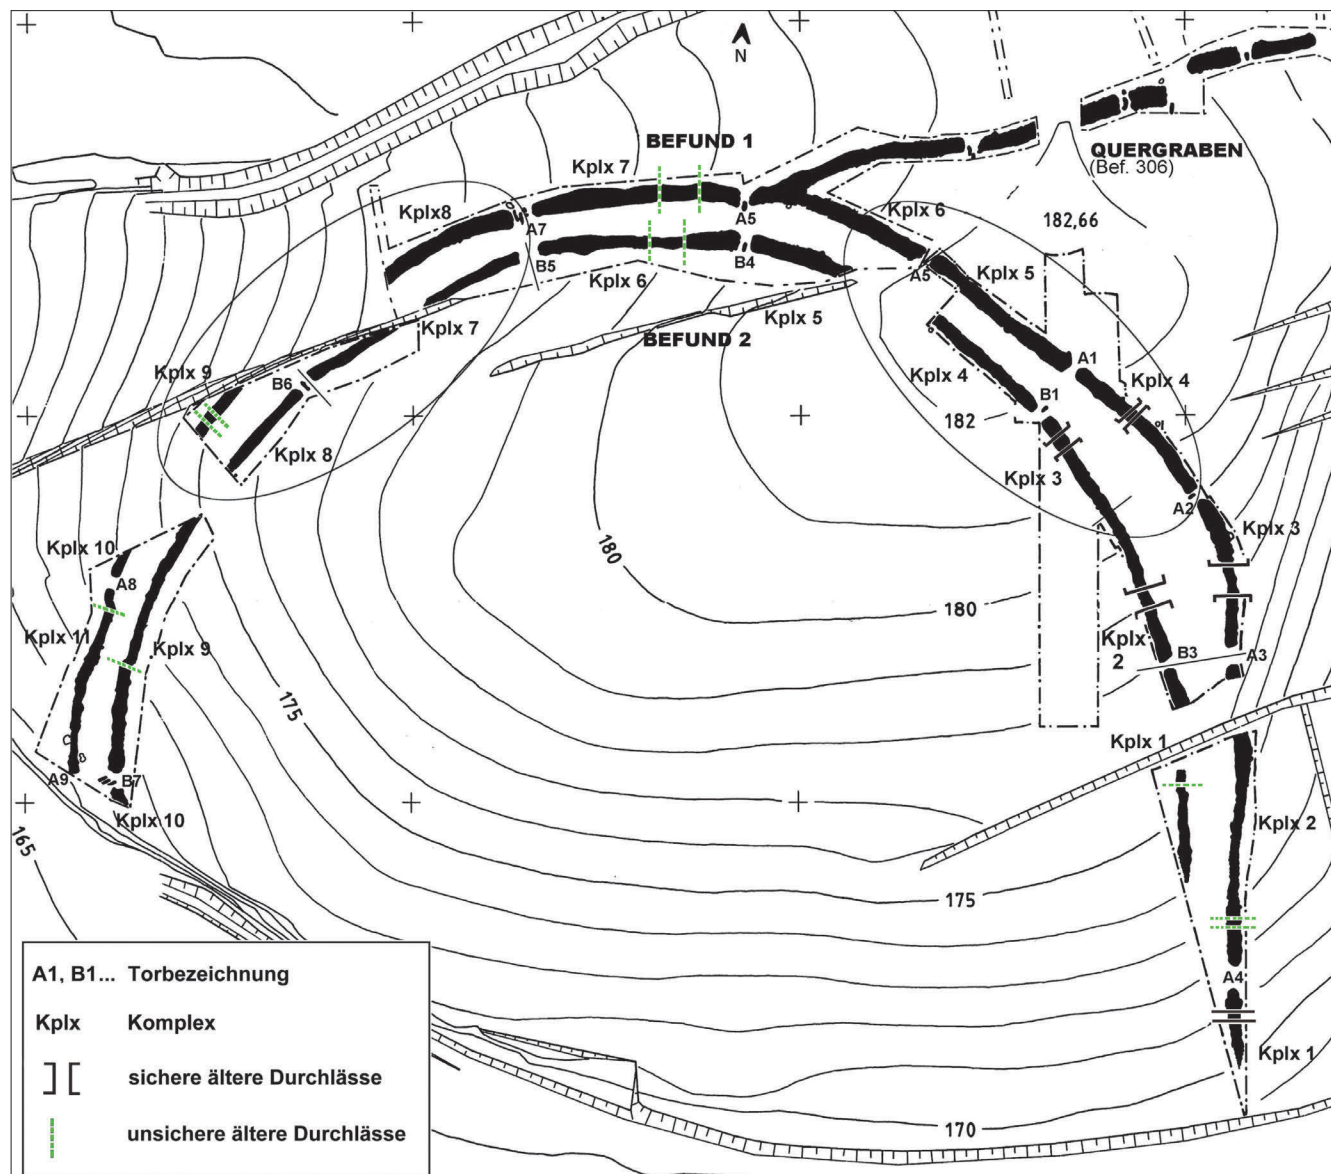 N
BEFUND 1
Kplx 7
QUERGRABEN
(Bef. 306)
Kplx8
A7
A5
Kplx 6
182,66
B5
B4
Kplx 6
A5
Kplx 5
Kplx 7
Kplx 5
BEFUND 2
A1
Kplx 9
B6
Kplx 4
B1
Kplx 4
182
Kplx 8
Kplx 3
A2
Kplx 3
180
Kplx 10
A8
180
Kplx 11
Kplx 9
Kplx
2
B3
A3
175
Kplx 1
A9
B7
Kplx 10
Kplx 2
165
175
A4
Kplx 1
170
A1, B1... Torbezeichnung
Kplx Komplex
][ sichere ältere Durchlässe
unsichere ältere Durchlässe